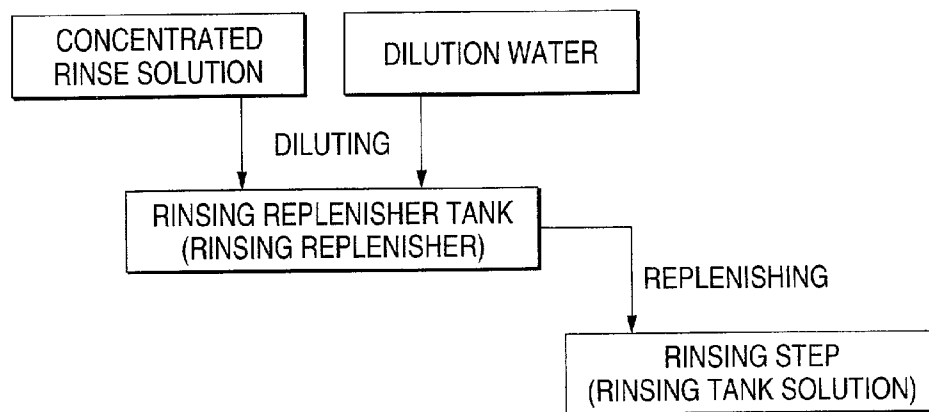 CONCENTRATED
RINSE SOLUTION
DILUTION WATER
DILUTING
RINSING REPLENISHER TANK
(RINSING REPLENISHER)
REPLENISHING
RINSING STEP
(RINSING TANK SOLUTION)